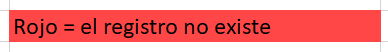 Rojo = el registro no existe